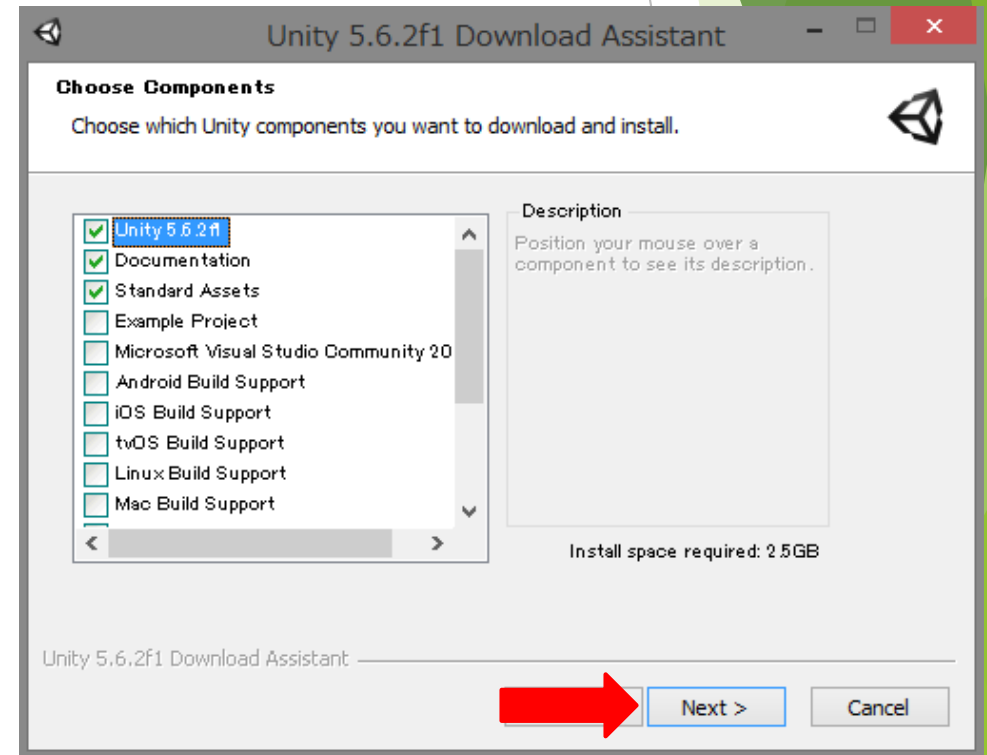 Unity 5.6.2f1 Download Assistant
Choose Components
Choose which Unity components you want to download and install.
Unity 5.6.2f1
Documentation
Standard Assets
Example Project
Microsoft Visual Studio Community 20
Android Build Support
iOS Build Support
tvOS Build Support
Linux Build Support
Mac Build Support
Description
Position your mouse over a
component to see its description.
Install space required: 2.5GB
Unity 5.6.2f1 Download Assistant
Next >
Cancel